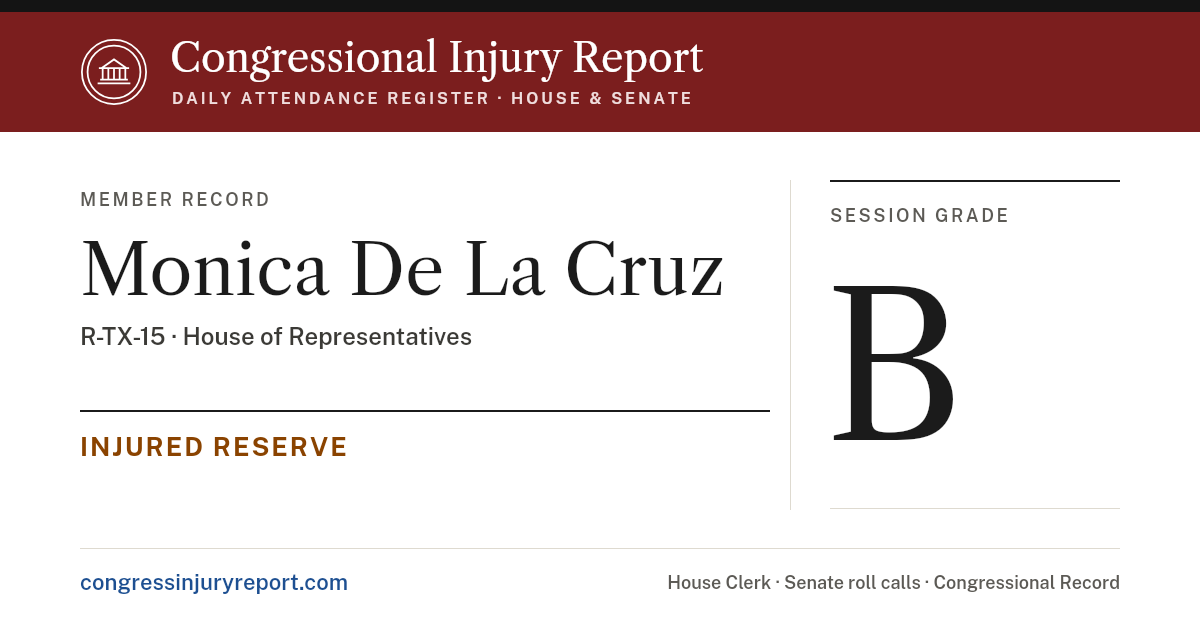 Congressional Injury Report
DAILY ATTENDANCE REGISTER · HOUSE & SENATE
MEMBER RECORD
Monica De La Cruz
R-TX-15 · House of Representatives
INJURED RESERVE
SESSION GRADE
B
congressinjuryreport.com
House Clerk · Senate roll calls · Congressional Record